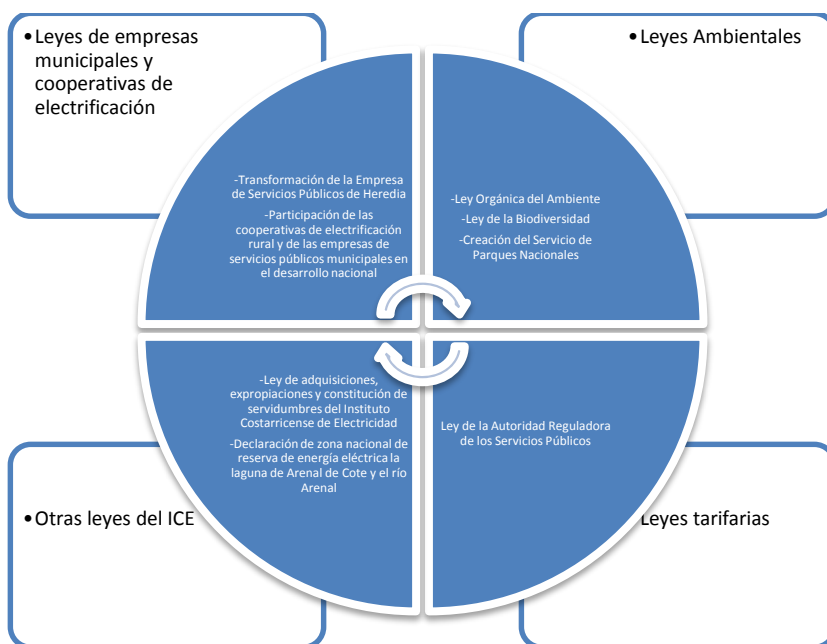 •Leyes de empresas
municipales y
cooperativas de
electrificación
•Leyes Ambientales
-Transformación de la Empresa
de Servicios Públicos de Heredia
-Participación de las
cooperativas de electrificación
rural y de las empresas de
servicios públicos municipales en
el desarrollo nacional
-Ley Orgánica del Ambiente
-Ley de la Biodiversidad
-Creación del Servicio de
Parques Nacionales
-Ley de adquisiciones,
expropiaciones y constitución de
servidumbres del Instituto
Costarricense de Electricidad
-Declaración de zona nacional de
reserva de energía eléctrica la
laguna de Arenal de Cote y el río
Arenal
Ley de la Autoridad Reguladora
de los Servicios Públicos
•Otras leyes del ICE
Leyes tarifarias